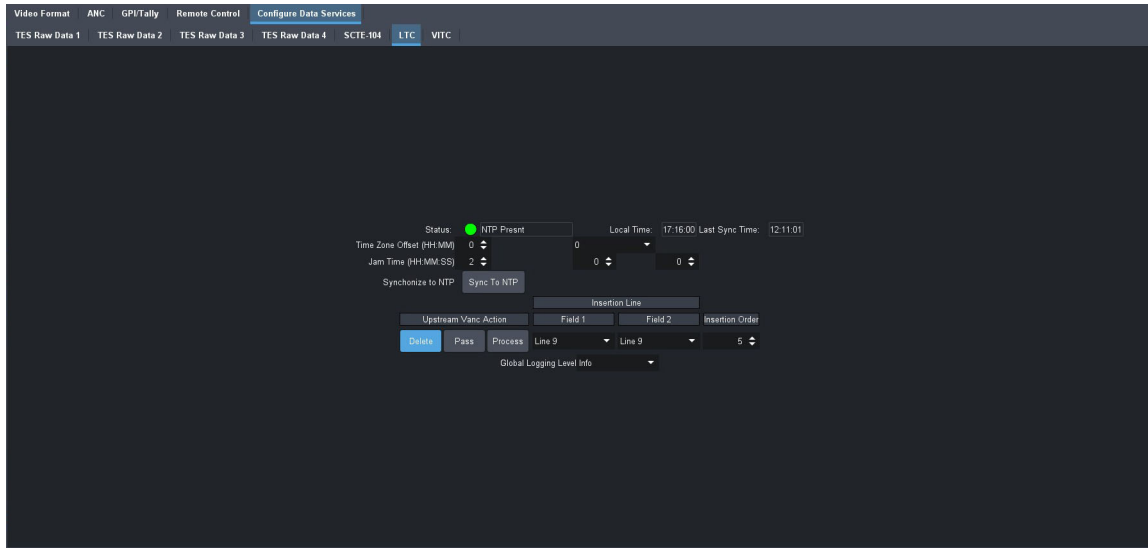 Video Format ANC GPI/Tally Remote Control Configure Data Services
TES Raw Data 1 TES Raw Data 2 TES Raw Data 3 TES Raw Data 4 SCTE-104 LTC VITC
Status: NTP Presnt Local Time: 17:16:00 Last Sync Time: 12:11:01
Time Zone Offset (HH:MM) 0 0
Jam Time (HH:MM:SS) 2 0 0
Synchonize to NTP Sync To NTP
Insertion Line
Upstream Vanc Action Field 1 Field 2 Insertion Order
Delete Pass Process Line 9 Line 9 5
Global Logging Level Info